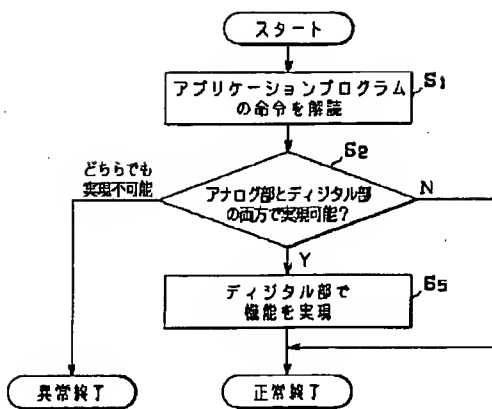 スタート
アプリケーションプログラム
の命令を解読
S1
S2
どちらでも
実現不可能
アナログ部とディジタル部
の両方で実現可能?
N
Y
ディジタル部で
機能を実現
S5
異常終了
正常終了